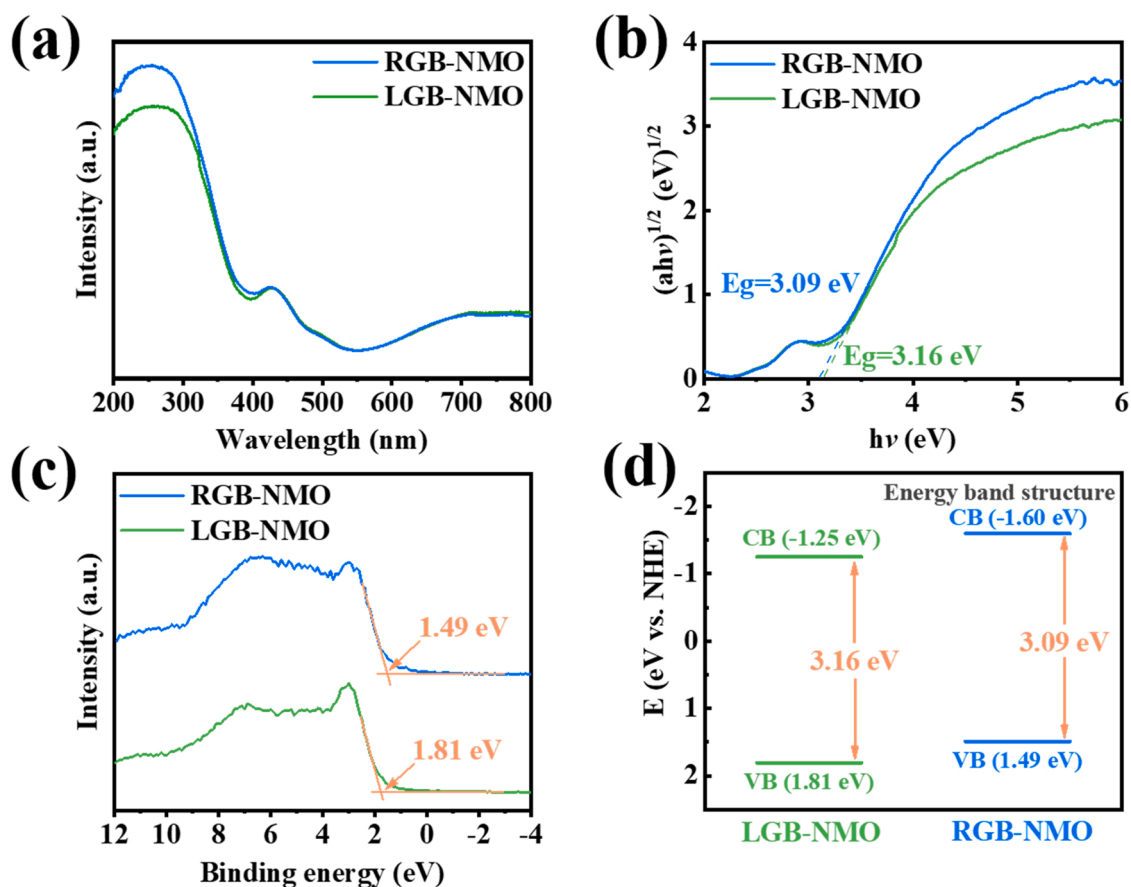 (a)
RGB-NMO
LGB-NMO
Intensity (a.u.)
200 300 400 500 600 700 800
Wavelength (nm)
(b)
RGB-NMO
LGB-NMO
(ahν)1/2 (eV)1/2
4
3
2
1
0
Eg=3.09 eV
Eg=3.16 eV
2 3 4 5 6
hν (eV)
(c)
RGB-NMO
LGB-NMO
Intensity (a.u.)
1.49 eV
1.81 eV
12 10 8 6 4 2 0 -2 -4
Binding energy (eV)
(d)
Energy band structure
E (eV vs. NHE)
-2
-1
0
1
2
CB (-1.25 eV)
CB (-1.60 eV)
3.16 eV
3.09 eV
VB (1.81 eV)
VB (1.49 eV)
LGB-NMO
RGB-NMO